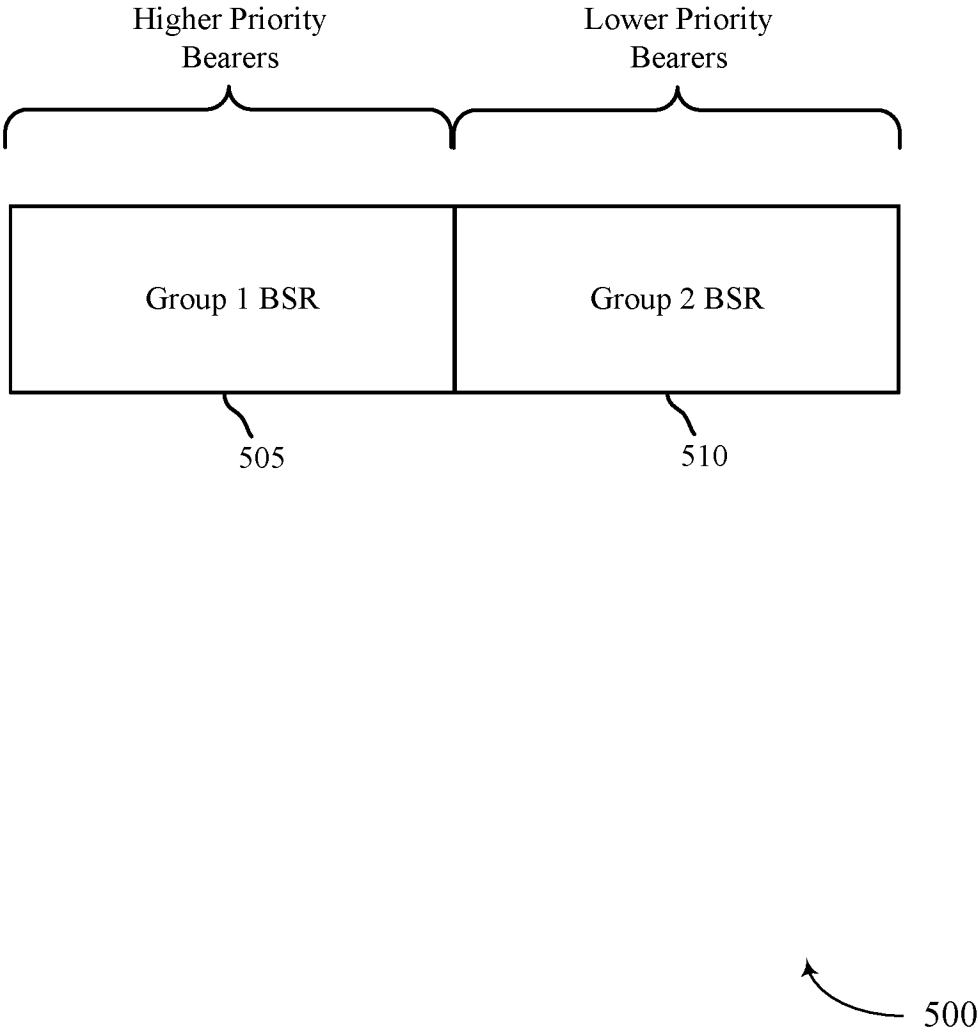 Higher Priority
Bearers
Lower Priority
Bearers
Group 1 BSR
Group 2 BSR
505
510
500